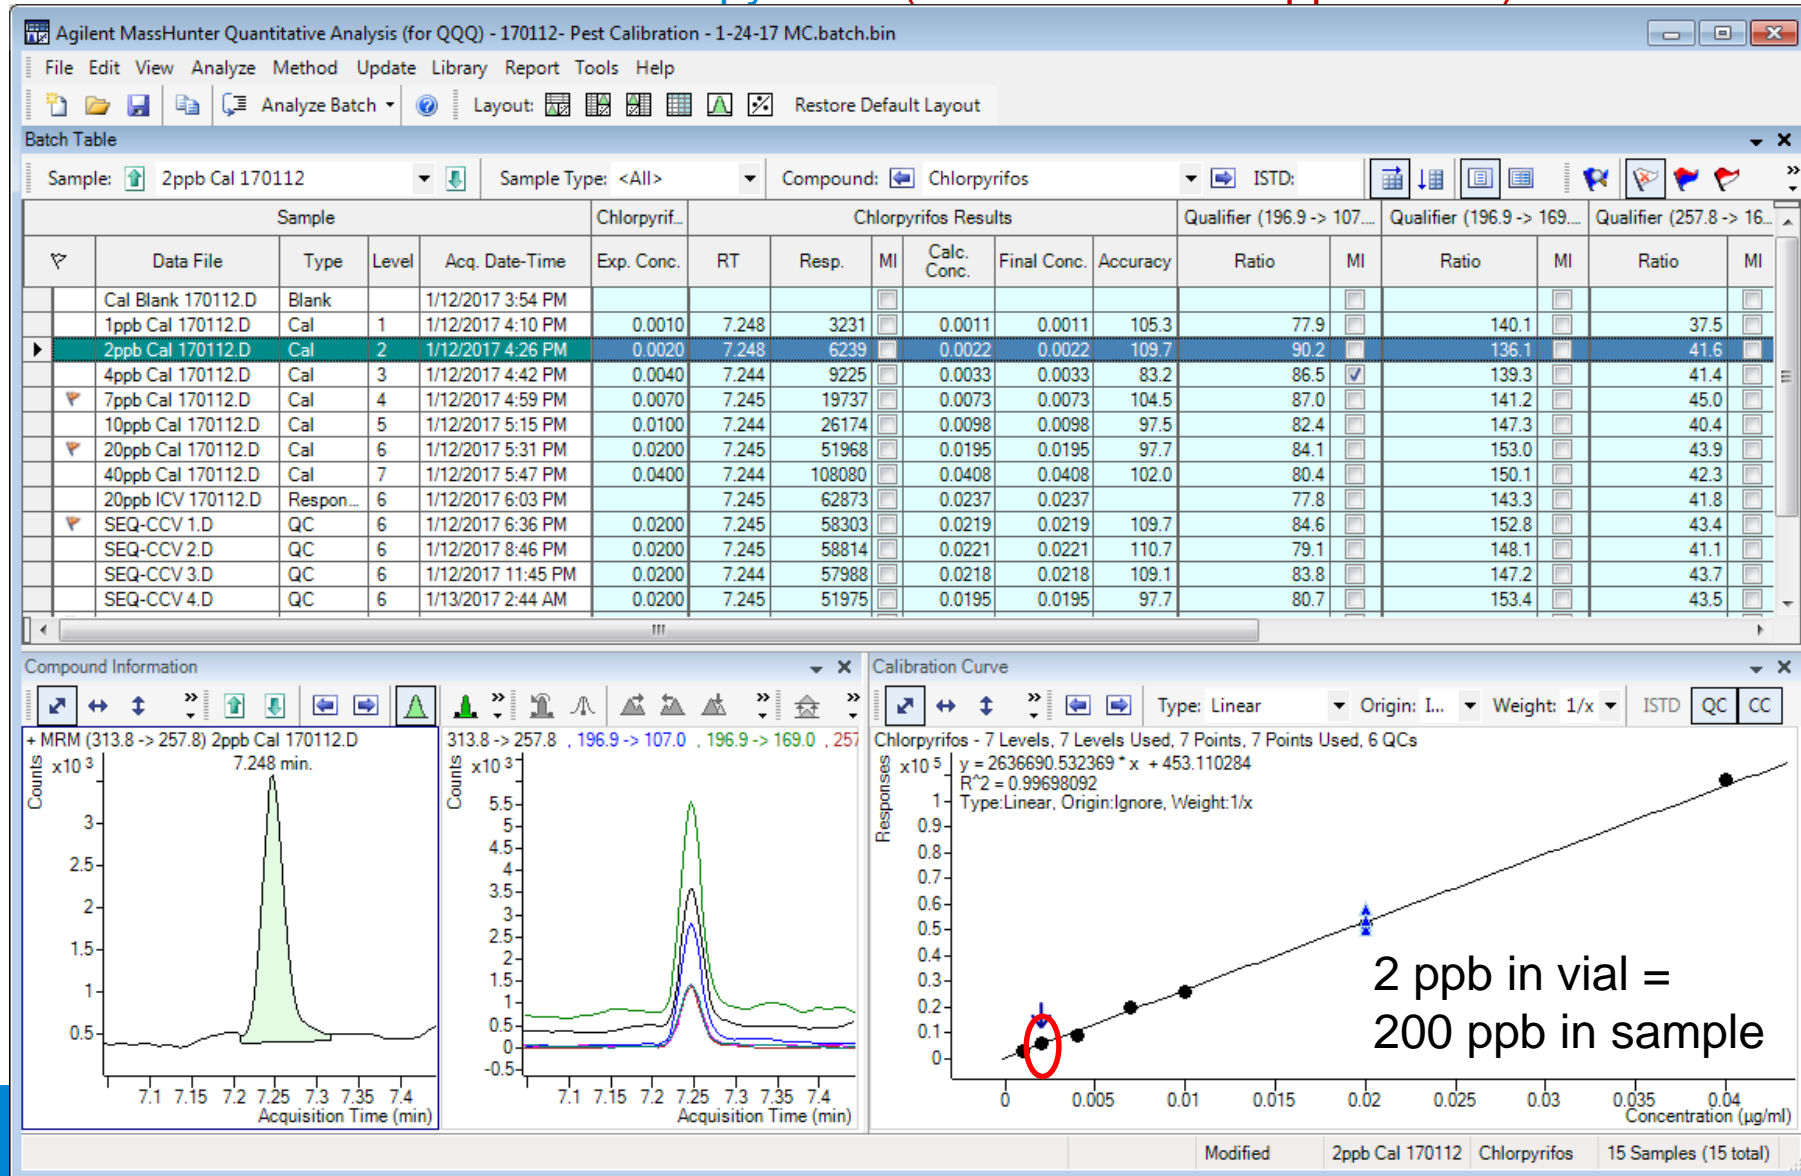 Agilent MassHunter Quantitative Analysis (for QQQ) - 170112- Pest Calibration - 1-24-17 MC.batch.bin
File Edit View Analyze Method Update Library Report Tools Help
Analyze Batch Layout: Restore Default Layout
Batch Table
Sample: 2ppb Cal 170112 Sample Type: <All> Compound: Chlorpyrifos ISTD:
Sample Chlorpyrif... Chlorpyrifos Results Qualifier (196.9 -> 107.... Qualifier (196.9 -> 169.... Qualifier (257.8 -> 16...
Data File Type Level Acq. Date-Time Exp. Conc. RT Resp. MI Calc. Conc. Final Conc. Accuracy Ratio MI Ratio MI Ratio MI
Cal Blank 170112.D Blank 1/12/2017 3:54 PM
1ppb Cal 170112.D Cal 1 1/12/2017 4:10 PM 0.0010 7.248 3231 0.0011 0.0011 105.3 77.9 140.1 37.5
2ppb Cal 170112.D Cal 2 1/12/2017 4:26 PM 0.0020 7.248 6239 0.0022 0.0022 109.7 90.2 136.1 41.6
4ppb Cal 170112.D Cal 3 1/12/2017 4:42 PM 0.0040 7.244 9225 0.0033 0.0033 83.2 86.5 139.3 41.4
7ppb Cal 170112.D Cal 4 1/12/2017 4:59 PM 0.0070 7.245 19737 0.0073 0.0073 104.5 87.0 141.2 45.0
10ppb Cal 170112.D Cal 5 1/12/2017 5:15 PM 0.0100 7.244 26174 0.0098 0.0098 97.5 82.4 147.3 40.4
20ppb Cal 170112.D Cal 6 1/12/2017 5:31 PM 0.0200 7.245 51968 0.0195 0.0195 97.7 84.1 153.0 43.9
40ppb Cal 170112.D Cal 7 1/12/2017 5:47 PM 0.0400 7.244 108080 0.0408 0.0408 102.0 80.4 150.1 42.3
20ppb ICV 170112.D Respon... 6 1/12/2017 6:03 PM 7.245 62873 0.0237 0.0237 77.8 143.3 41.8
SEQ-CCV 1.D QC 6 1/12/2017 6:36 PM 0.0200 7.245 58303 0.0219 0.0219 109.7 84.6 152.8 43.4
SEQ-CCV 2.D QC 6 1/12/2017 8:46 PM 0.0200 7.245 58814 0.0221 0.0221 110.7 79.1 148.1 41.1
SEQ-CCV 3.D QC 6 1/12/2017 11:45 PM 0.0200 7.244 57988 0.0218 0.0218 109.1 83.8 147.2 43.7
SEQ-CCV 4.D QC 6 1/13/2017 2:44 AM 0.0200 7.245 51975 0.0195 0.0195 97.7 80.7 153.4 43.5
Compound Information
+ MRM (313.8 -> 257.8) 2ppb Cal 170112.D
Counts
x10 3
7.248 min.
3
2.5
2
1.5
1
0.5
7.1 7.15 7.2 7.25 7.3 7.35 7.4
Acquisition Time (min)
313.8 -> 257.8 , 196.9 -> 107.0 , 196.9 -> 169.0 , 257
Counts
x10 3
5.5
5
4.5
4
3.5
3
2.5
2
1.5
1
0.5
0
-0.5
7.1 7.15 7.2 7.25 7.3 7.35 7.4
Acquisition Time (min)
Calibration Curve
Type: Linear Origin: I... Weight: 1/x ISTD QC CC
Chlorpyrifos - 7 Levels, 7 Levels Used, 7 Points, 7 Points Used, 6 QCs
Responses
x10 5
y = 2636690.532369 * x + 453.110284
R^2 = 0.99698092
Type:Linear, Origin:Ignore, Weight:1/x
1
0.9
0.8
0.7
0.6
0.5
0.4
0.3
0.2
0.1
0
2 ppb in vial =
200 ppb in sample
0 0.005 0.01 0.015 0.02 0.025 0.03 0.035 0.04
Concentration (µg/ml)
Modified 2ppb Cal 170112 Chlorpyrifos 15 Samples (15 total)